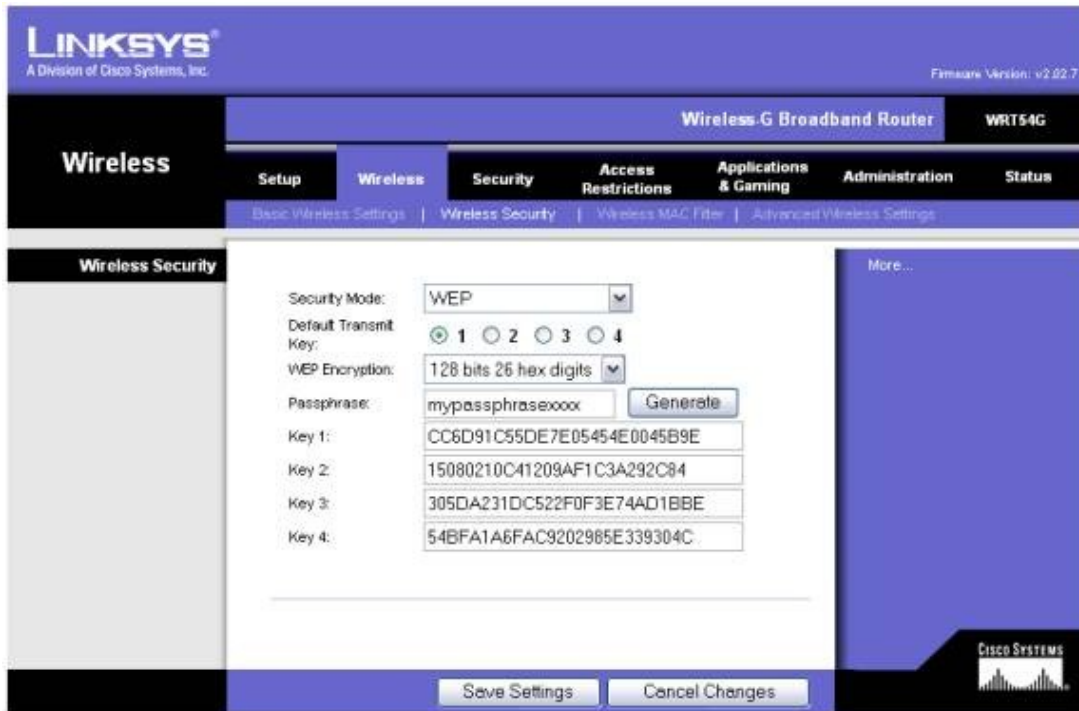 LINKSYS®
A Division of Cisco Systems, Inc.
Firmware Version: v2.02.7
Wireless-G Broadband Router WRT54G
Wireless
Setup Wireless Security Access Restrictions Applications & Gaming Administration Status
Basic Wireless Settings | Wireless Security | Wireless MAC Filter | Advanced Wireless Settings
Wireless Security
More...
Security Mode: WEP
Default Transmit Key: 1 2 3 4
WEP Encryption: 128 bits 26 hex digits
Passphrase: mypassphrasexxxx Generate
Key 1: CC6D91C55DE7E05454E0045B9E
Key 2: 15080210C41209AF1C3A292C84
Key 3: 305DA231DC522F0F3E74AD1BBE
Key 4: 54BFA1A6FAC9202985E339304C
CISCO SYSTEMS
Save Settings Cancel Changes